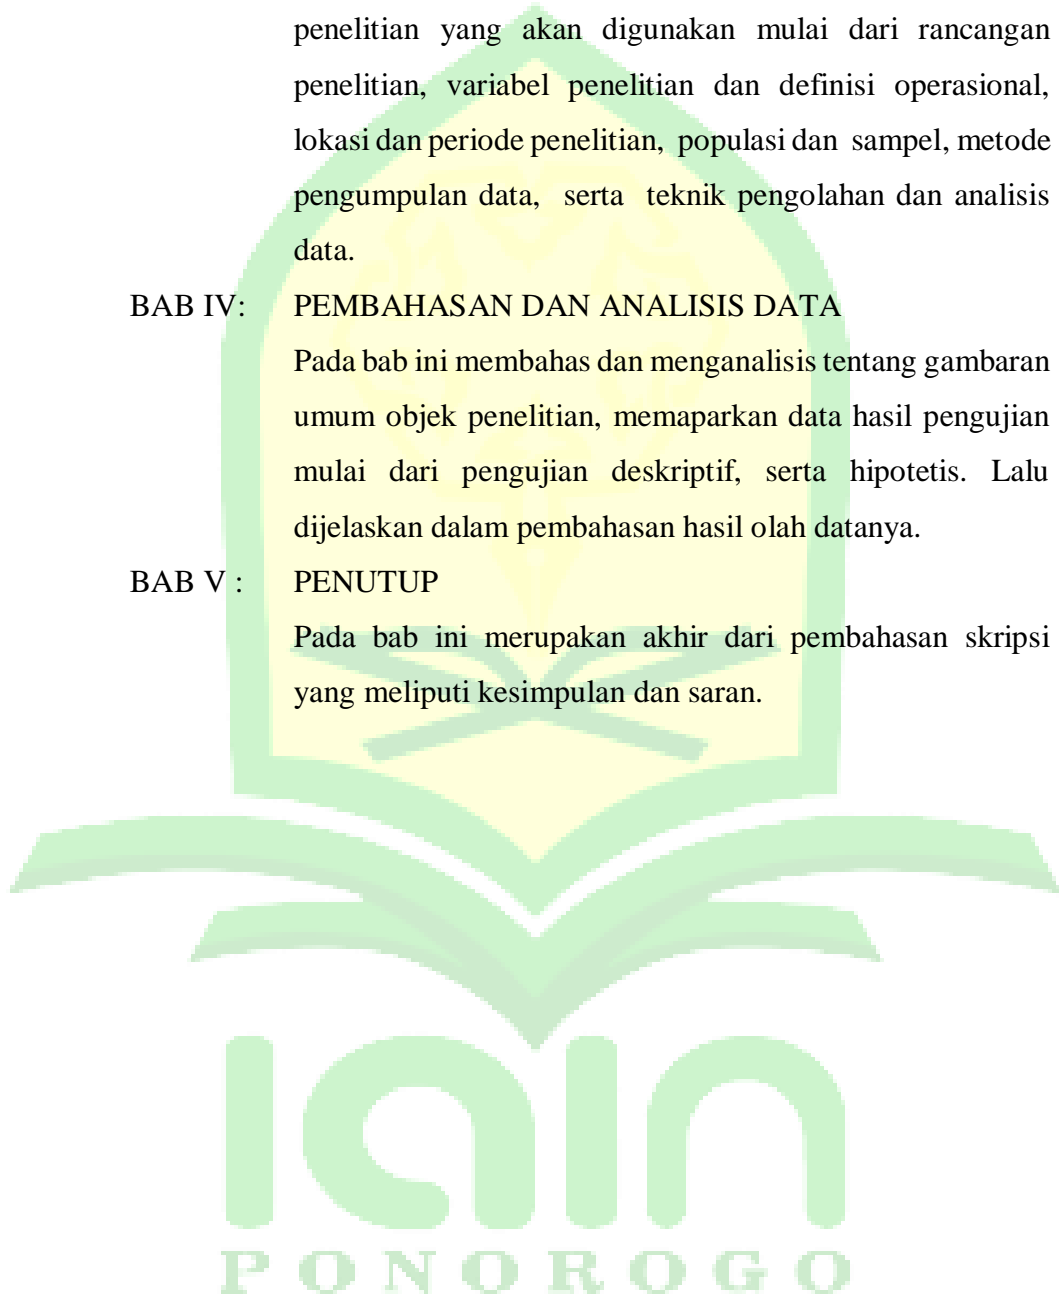 penelitian yang akan digunakan mulai dari rancangan
penelitian, variabel penelitian dan definisi operasional,
lokasi dan periode penelitian, populasi dan sampel, metode
pengumpulan data, serta teknik pengolahan dan analisis
data.
BAB IV: PEMBAHASAN DAN ANALISIS DATA
Pada bab ini membahas dan menganalisis tentang gambaran
umum objek penelitian, memaparkan data hasil pengujian
mulai dari pengujian deskriptif, serta hipotetis. Lalu
dijelaskan dalam pembahasan hasil olah datanya.
BAB V : PENUTUP
Pada bab ini merupakan akhir dari pembahasan skripsi
yang meliputi kesimpulan dan saran.
iain
PONOROGO